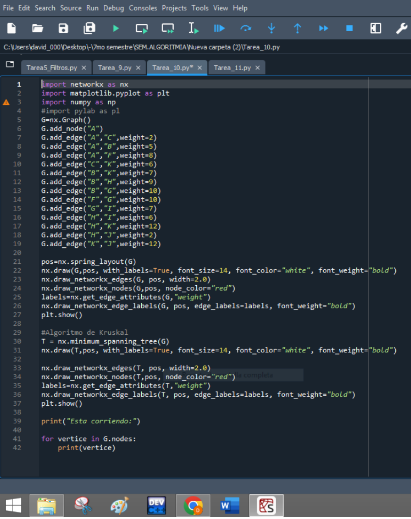 File Edit Search Source Run Debug Consoles Projects Tools View Help
C:\Users\david_000\Desktop\-\7mo semestre\SEM.ALGORITMIA\Nueva carpeta (2)\Tarea_10.py
Tarea5_Filtros.py Tarea_9.py Tarea_10.py* Tarea_11.py
1 import networkx as nx
2 import matplotlib.pyplot as plt
3 import numpy as np
4 #import pylab as pl
5 G=nx.Graph()
6 G.add_node("A")
7 G.add_edge("A","C",weight=2)
8 G.add_edge("A","B",weight=5)
9 G.add_edge("A","F",weight=8)
10 G.add_edge("C","K",weight=6)
11 G.add_edge("B","K",weight=7)
12 G.add_edge("B","H",weight=9)
13 G.add_edge("B","G",weight=10)
14 G.add_edge("F","G",weight=10)
15 G.add_edge("G","I",weight=7)
16 G.add_edge("H","I",weight=6)
17 G.add_edge("H","K",weight=12)
18 G.add_edge("H","J",weight=2)
19 G.add_edge("K","J",weight=12)
20
21 pos=nx.spring_layout(G)
22 nx.draw(G,pos, with_labels=True, font_size=14, font_color="white", font_weight="bold")
23 nx.draw_networkx_edges(G, pos, width=2.0)
24 nx.draw_networkx_nodes(G,pos, node_color="red")
25 labels=nx.get_edge_attributes(G,"weight")
26 nx.draw_networkx_edge_labels(G, pos, edge_labels=labels, font_weight="bold")
27 plt.show()
28
29 #Algoritmo de Kruskal
30 T = nx.minimum_spanning_tree(G)
31 nx.draw(T,pos, with_labels=True, font_size=14, font_color="white", font_weight="bold")
32
33 nx.draw_networkx_edges(T, pos, width=2.0)
34 nx.draw_networkx_nodes(T,pos, node_color="red")
35 labels=nx.get_edge_attributes(T,"weight")
36 nx.draw_networkx_edge_labels(T, pos, edge_labels=labels, font_weight="bold")
37 plt.show()
38
39 print("Esta corriendo:")
40
41 for vertice in G.nodes:
42 print(vertice)
DEV